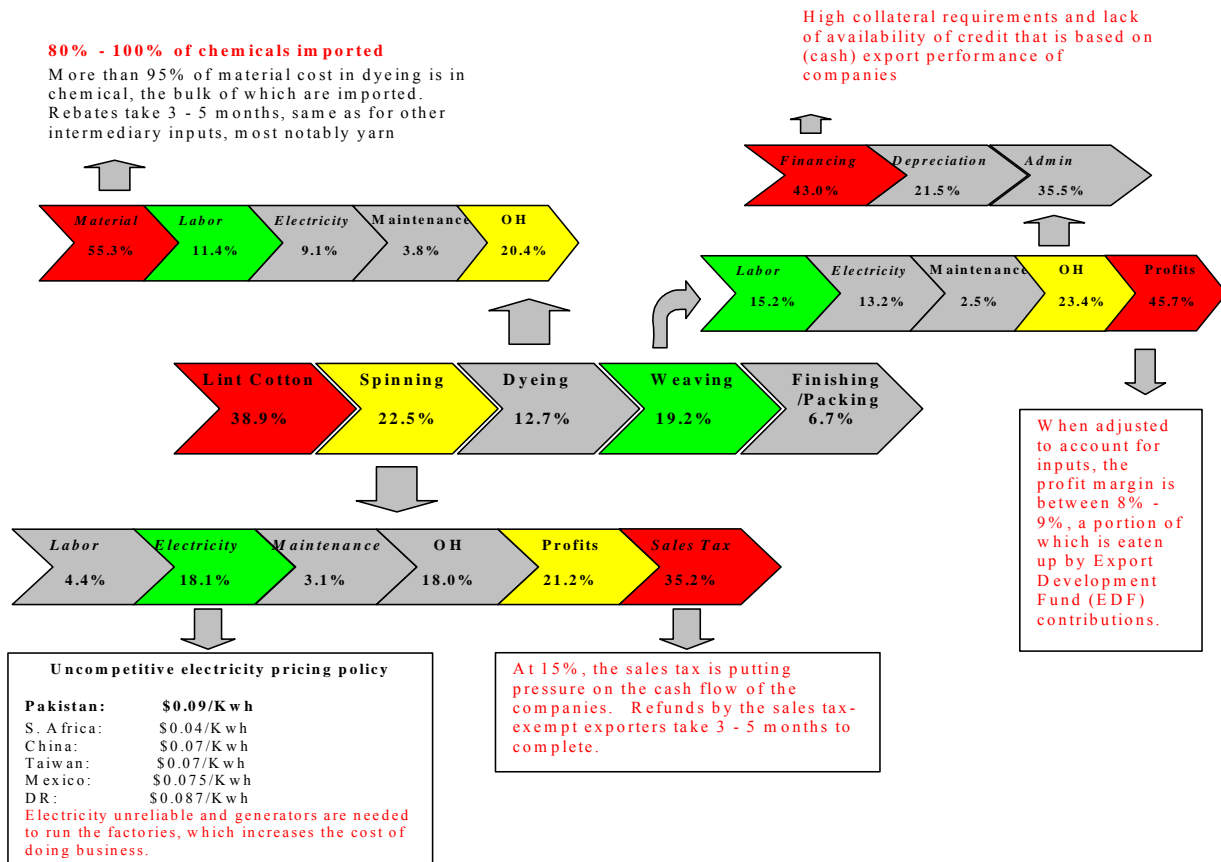 80% - 100% of chemicals imported
More than 95% of material cost in dyeing is in
chemical, the bulk of which are imported.
Rebates take 3 - 5 months, same as for other
intermediary inputs, most notably yarn
High collateral requirements and lack
of availability of credit that is based on
(cash) export performance of
companies
Financing Depreciation Admin
43.0% 21.5% 35.5%
Material Labor Electricity Maintenance OH
55.3% 11.4% 9.1% 3.8% 20.4%
Labor Electricity Maintenance OH Profits
15.2% 13.2% 2.5% 23.4% 45.7%
Lint Cotton Spinning Dyeing Weaving Finishing
/Packing
38.9% 22.5% 12.7% 19.2% 6.7%
When adjusted
to account for
inputs, the
profit margin is
between 8% -
9%, a portion of
which is eaten
up by Export
Development
Fund (EDF)
contributions.
Labor Electricity Maintenance OH Profits Sales Tax
4.4% 18.1% 3.1% 18.0% 21.2% 35.2%
Uncompetitive electricity pricing policy
Pakistan: $0.09/Kwh
S. Africa: $0.04/Kwh
China: $0.07/Kwh
Taiwan: $0.07/Kwh
Mexico: $0.075/Kwh
DR: $0.087/Kwh
Electricity unreliable and generators are needed
to run the factories, which increases the cost of
doing business.
At 15%, the sales tax is putting
pressure on the cash flow of the
companies. Refunds by the sales tax-
exempt exporters take 3 - 5 months to
complete.